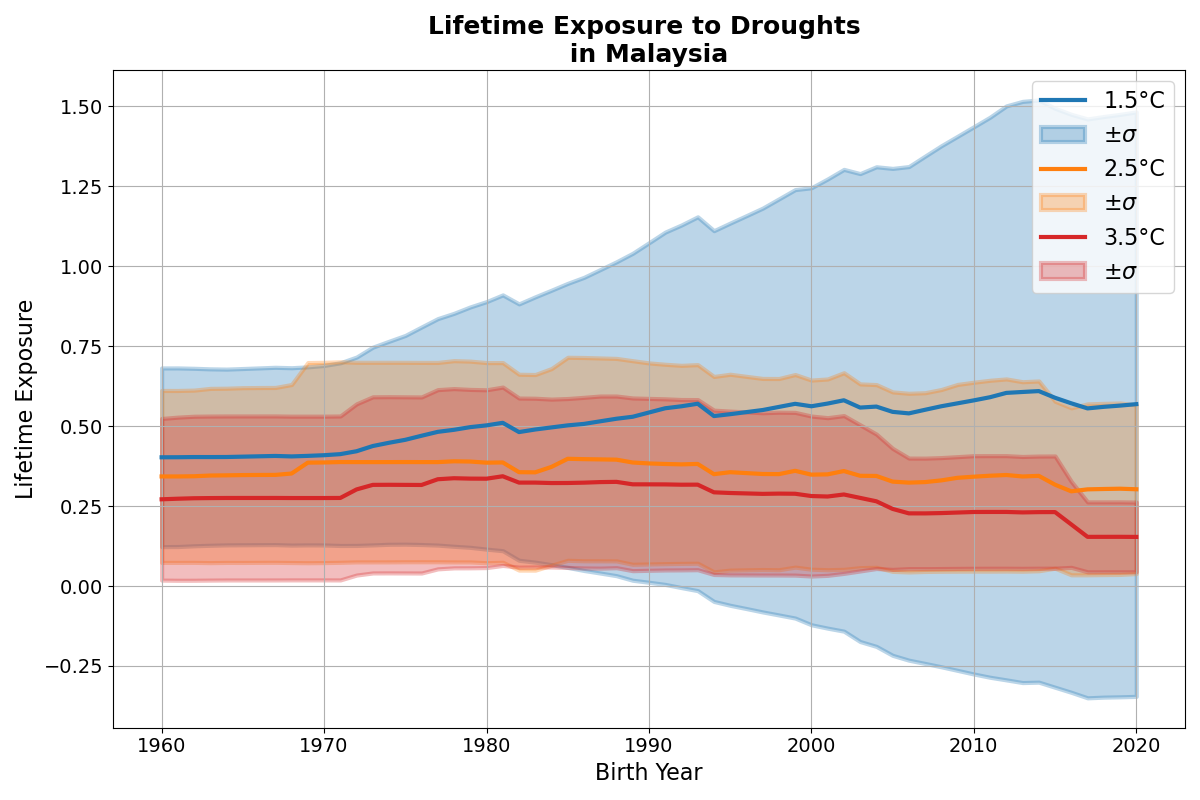 Lifetime Exposure to Droughts
in Malaysia
1.5°C
±σ
2.5°C
±σ
3.5°C
±σ
Lifetime Exposure
1.50
1.25
1.00
0.75
0.50
0.25
0.00
−0.25
1960 1970 1980 1990 2000 2010 2020
Birth Year